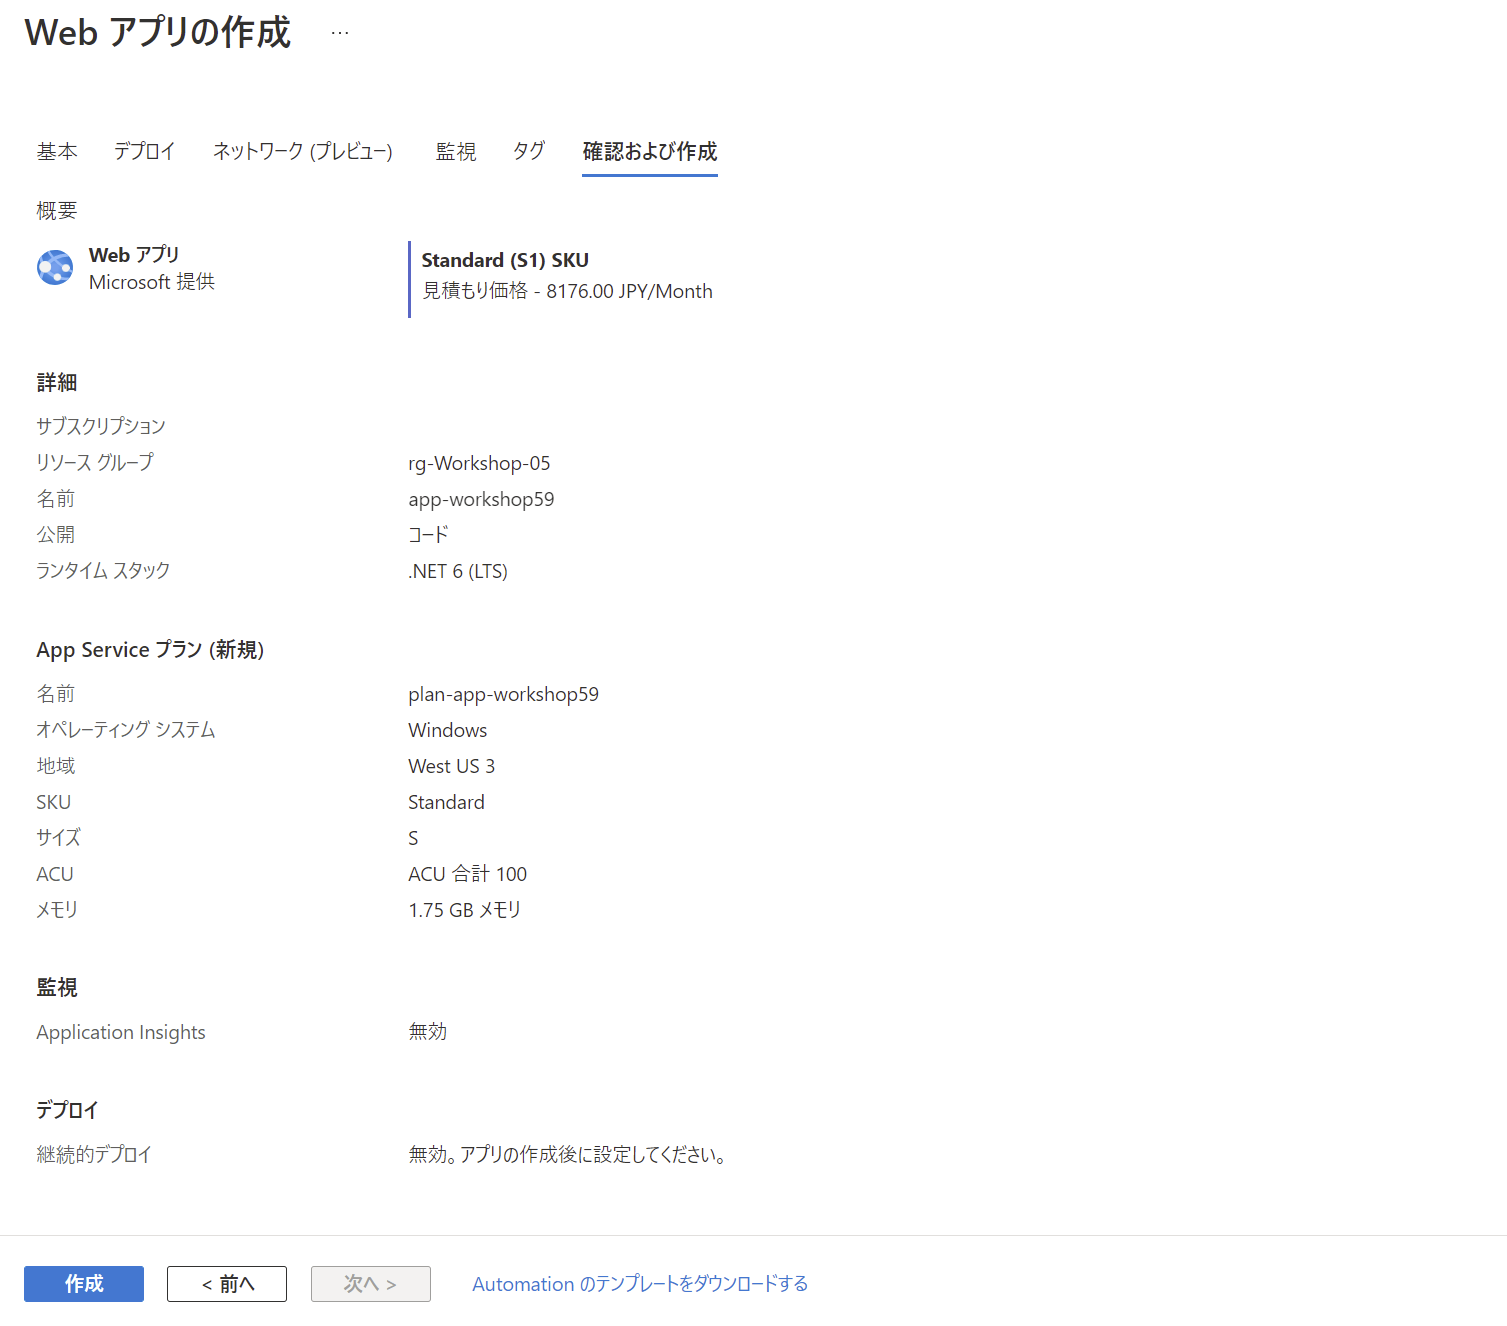 Web アプリの作成 …
基本 デプロイ ネットワーク (プレビュー) 監視 タグ 確認および作成
概要
Web アプリ
Microsoft 提供
Standard (S1) SKU
見積もり価格 - 8176.00 JPY/Month
詳細
サブスクリプション
リソース グループ rg-Workshop-05
名前 app-workshop59
公開 コード
ランタイム スタック .NET 6 (LTS)
App Service プラン (新規)
名前 plan-app-workshop59
オペレーティング システム Windows
地域 West US 3
SKU Standard
サイズ S
ACU ACU 合計 100
メモリ 1.75 GB メモリ
監視
Application Insights 無効
デプロイ
継続的デプロイ 無効。アプリの作成後に設定してください。
作成 < 前へ 次へ > Automation のテンプレートをダウンロードする